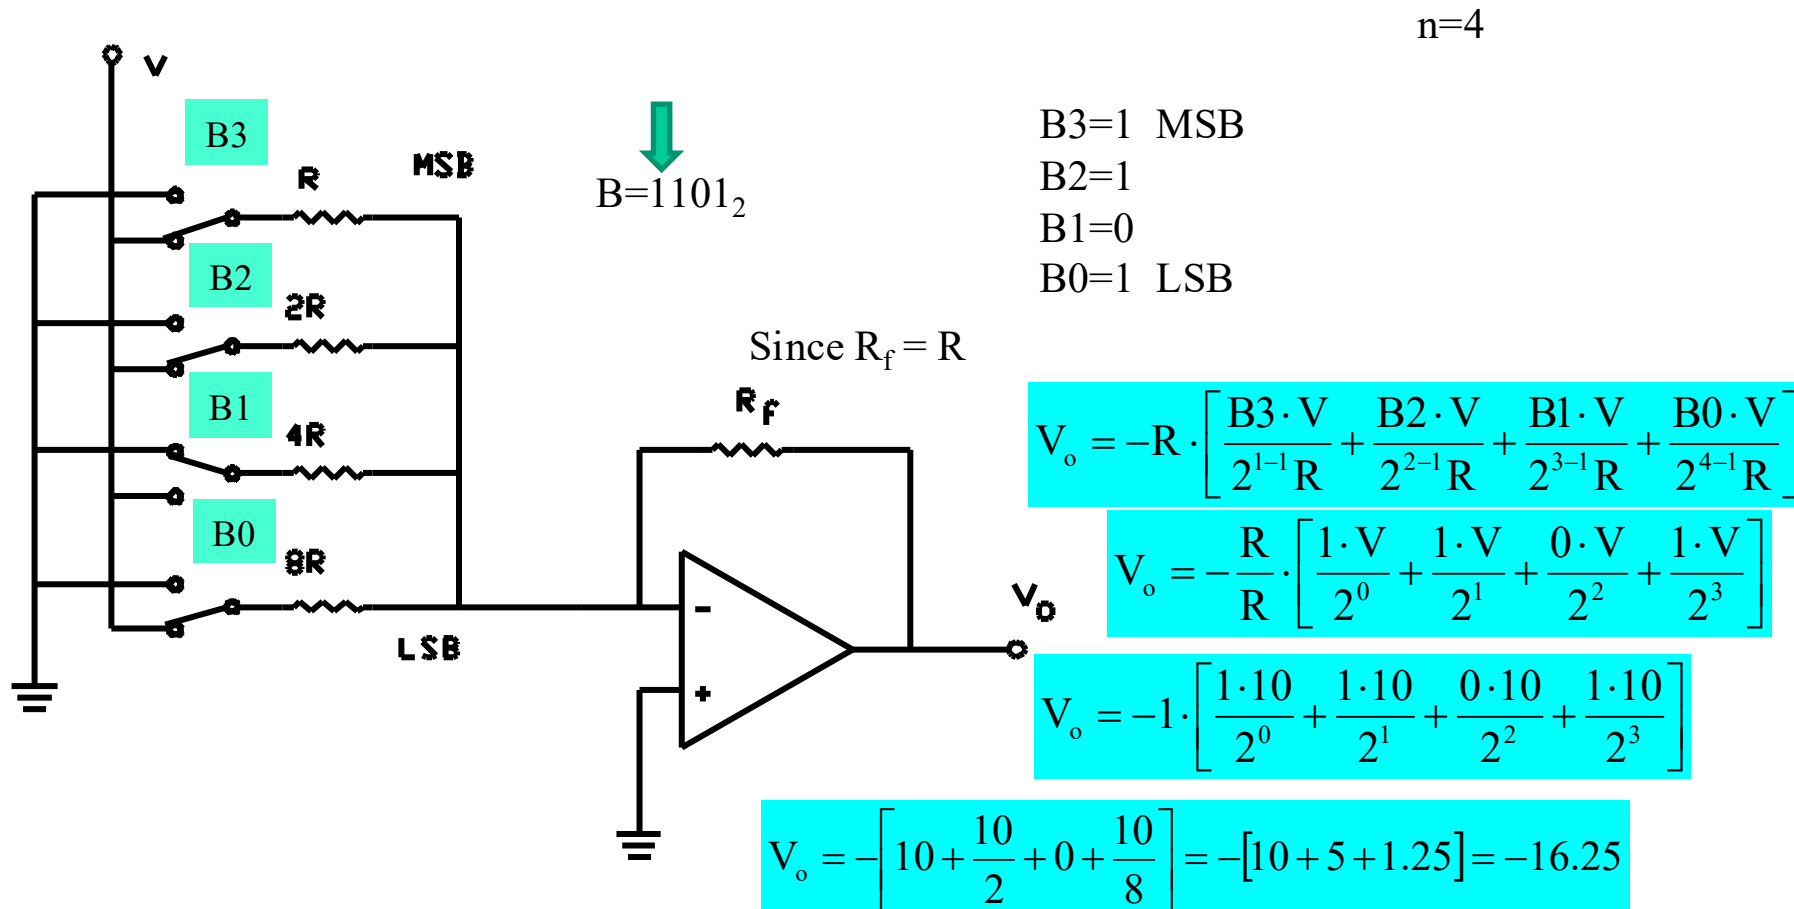 n=4
V
B3
MSB
R
B=1101₂
B3=1 MSB
B2=1
B1=0
B0=1 LSB
B2
2R
B1
4R
B0
8R
LSB
Since R_f = R
R_f
-
+
V_o
V_o = −R · [ B3·V / 2^{1−1}R + B2·V / 2^{2−1}R + B1·V / 2^{3−1}R + B0·V / 2^{4−1}R ]
V_o = − R/R · [ 1·V / 2^0 + 1·V / 2^1 + 0·V / 2^2 + 1·V / 2^3 ]
V_o = −1 · [ 1·10 / 2^0 + 1·10 / 2^1 + 0·10 / 2^2 + 1·10 / 2^3 ]
V_o = −[ 10 + 10/2 + 0 + 10/8 ] = −[10 + 5 + 1.25] = −16.25